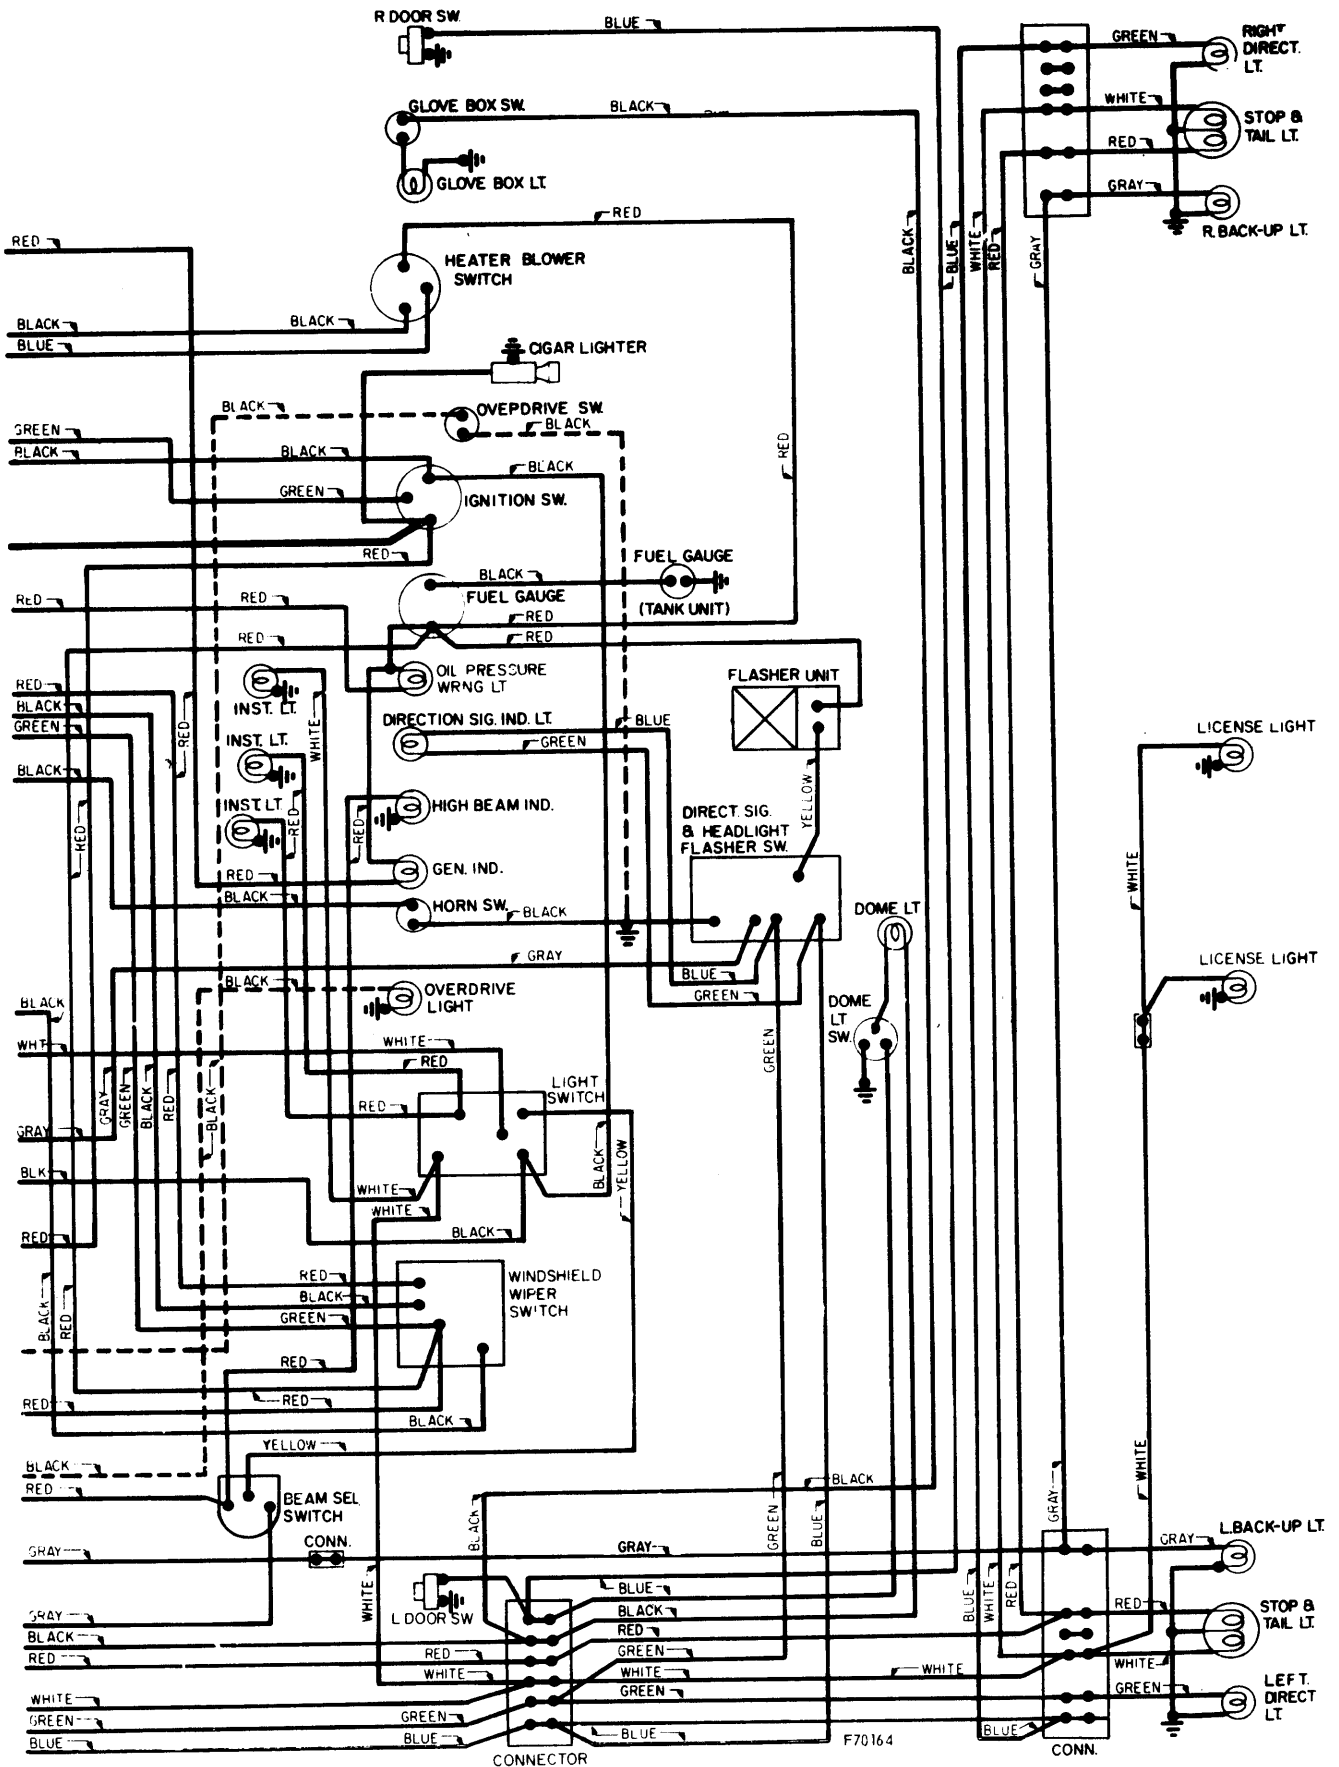 R DOOR SW.
BLUE
GREEN
RIGHT
DIRECT.
LT.
GLOVE BOX SW.
BLACK
WHITE
STOP &
TAIL LT.
RED
GLOVE BOX LT.
GRAY
R. BACK-UP LT.
RED
RED
HEATER BLOWER
SWITCH
BLACK
BLUE
WHITE
RED
GRAY
BLACK
BLACK
BLUE
CIGAR LIGHTER
BLACK
OVEPDRIVE SW.
BLACK
GREEN
BLACK
BLACK
BLACK
RED
GREEN
IGNITION SW.
RED
FUEL GAUGE
BLACK
FUEL GAUGE
(TANK UNIT)
RED
RED
RED
RED
RED
OIL PRESSURE
WRNG LT
FLASHER UNIT
RED
BLACK
GREEN
INST. LT.
WHITE
DIRECTION SIG. IND. LT.
BLUE
GREEN
LICENSE LIGHT
INST. LT.
RED
BLACK
YELLOW
INST LT.
RED
RED
RED
HIGH BEAM IND.
DIRECT. SIG.
& HEADLIGHT
FLASHER SW.
WHITE
RED
GEN. IND.
BLACK
HORN SW.
BLACK
DOME LT
GRAY
BLUE
GREEN
LICENSE LIGHT
BLACK
OVERDRIVE
LIGHT
DOME
LT
SW.
BLACK
WHT
WHITE
RED
GREEN
LIGHT
SWITCH
GRAY
GREEN
BLACK
RED
BLACK
RED
GRAY
BLACK
YELLOW
BLK
WHITE
WHITE
BLACK
RED
RED
BLACK
GREEN
WINDSHIELD
WIPER
SWITCH
BLACK
RED
RED
RED
RED
BLACK
YELLOW
BLACK
RED
BEAM SEL.
SWITCH
BLACK
BLACK
GREEN
BLUE
GRAY
WHITE
CONN.
GRAY
GRAY
GRAY
L. BACK-UP LT.
WHITE
L DOOR SW
BLUE
BLACK
RED
GREEN
BLUE
WHITE
RED
RED
STOP &
TAIL LT.
GRAY
BLACK
RED
RED
WHITE
WHITE
WHITE
WHITE
GREEN
GREEN
LEFT.
DIRECT
LT.
WHITE
GREEN
BLUE
GREEN
BLUE
BLUE
F70164
BLUE
CONNECTOR
CONN.